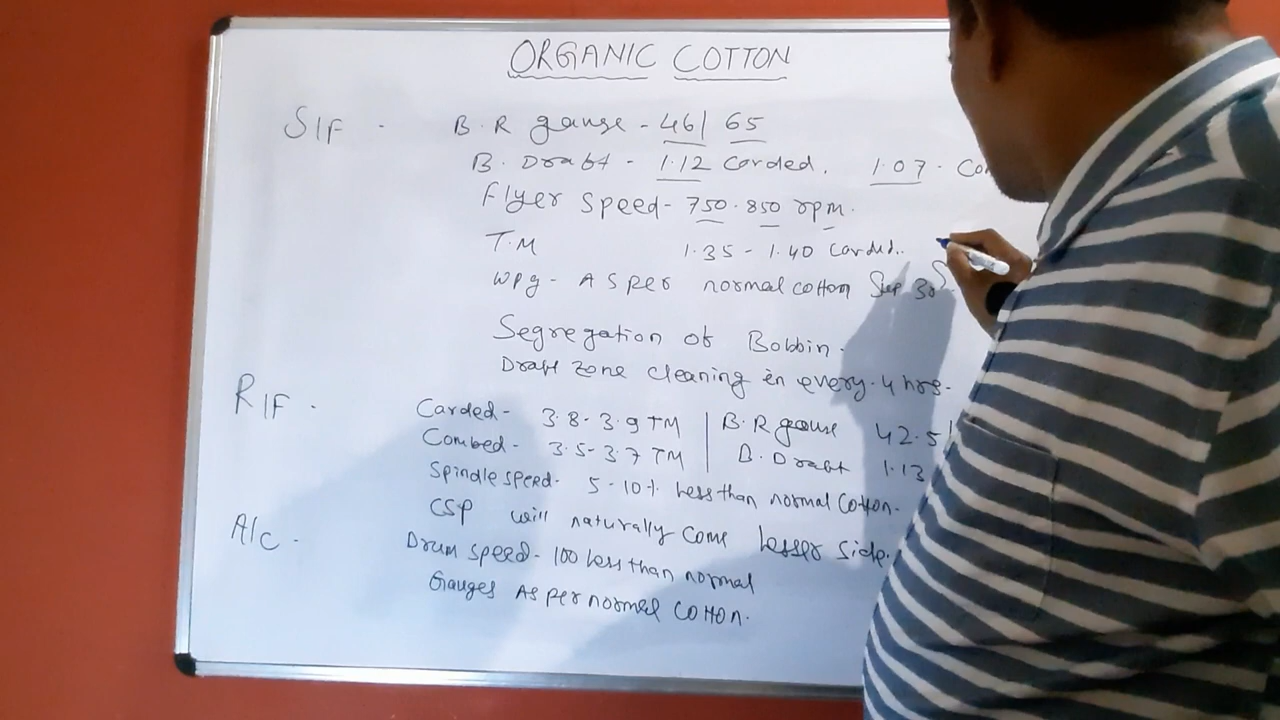 ORGANIC COTTON
S/F - B.R gause - 46/ 65
B. Draft - 1.12 Carded. 1.07 -
Flyer Speed - 750 - 850 rpm.
T.M 1.35 - 1.40 Carded..
Wpg - As per normal cotton
Segregation of Bobbin.
Draft zone cleaning in every 4 hrs.
R/F - Carded - 3.8 - 3.9 TM | B.R gause 42.5/
Combed - 3.5 - 3.7 TM | B. Draft 1.13
Spindle speed - 5 - 10% less than normal Cotton.
CSP will naturally come lesser side.
A/C - Drum speed - 100 less than normal
Gauges As per normal Cotton.